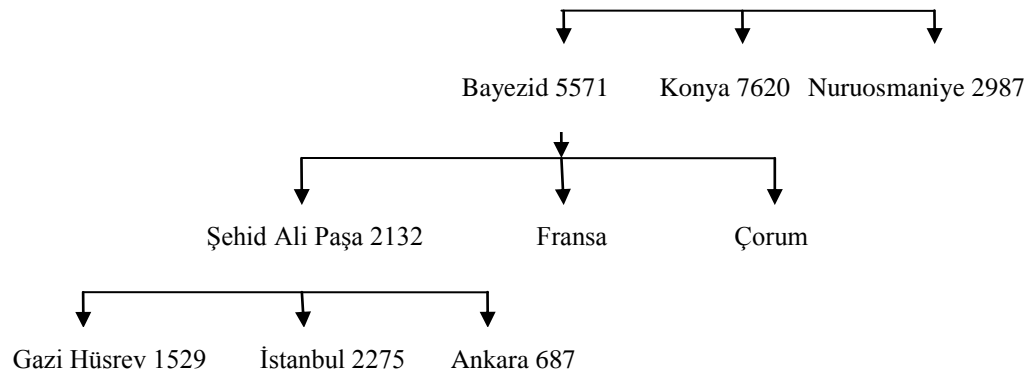 Bayezid 5571 Konya 7620 Nuruosmaniye 2987
Şehid Ali Paşa 2132 Fransa Çorum
Gazi Hüsrev 1529 İstanbul 2275 Ankara 687